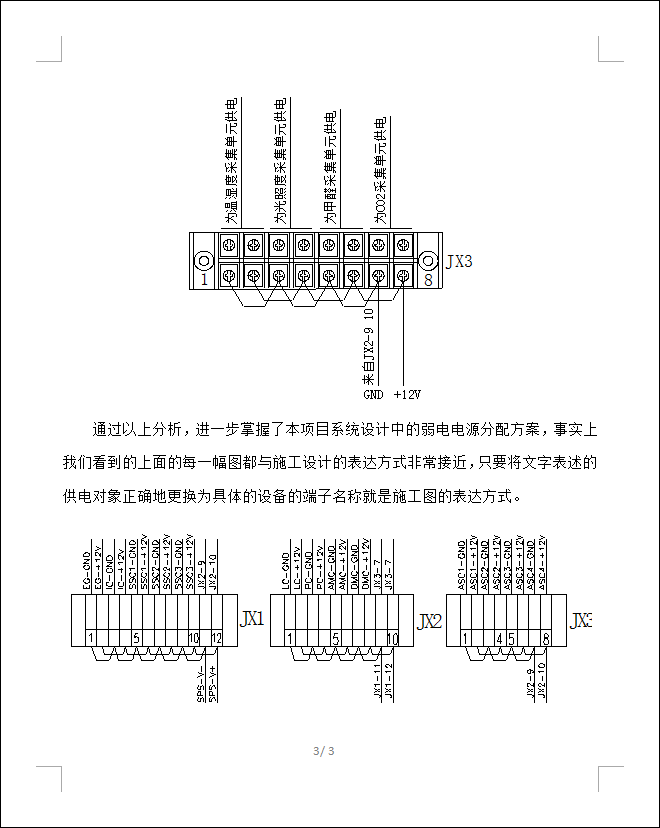 为温湿度采集单元供电
为光照度采集单元供电
为甲醛采集单元供电
为CO2采集单元供电
JX3
1
8
来自JX2-9 10
GND +12V
通过以上分析，进一步掌握了本项目系统设计中的弱电电源分配方案，事实上
我们看到的上面的每一幅图都与施工设计的表达方式非常接近，只要将文字表述的
供电对象正确地更换为具体的设备的端子名称就是施工图的表达方式。
EG-GND
EG-+12V
IC-GND
IC-+12V
SSC1-GND
SSC1-+12V
SSC2-GND
SSC2-+12V
SSC3-GND
SSC3-+12V
JX2-9
JX2-10
1 5 10 12
JX1
SPS-V-
SPS-V+
LC-GND
LC-+12V
PC-GND
PC-+12V
AMC-GND
AMC-+12V
DMC-GND
DMC-+12V
JX3-7
JX3-7
1 5 10
JX2
JX1-11
JX1-12
ASC1-GND
ASC1-+12V
ASC2-GND
ASC2-+12V
ASC3-GND
ASC3-+12V
ASC4-GND
ASC4-+12V
1 4 5 8
JX3
JX2-9
JX2-10
3/ 3